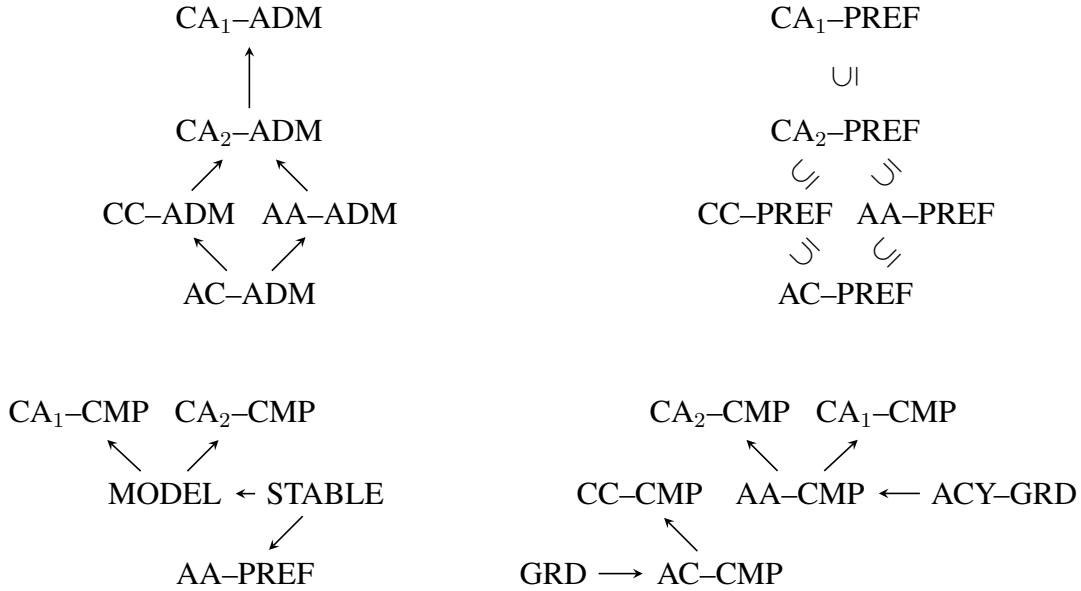 CA₁–ADM CA₁–PREF
∪|
CA₂–ADM CA₂–PREF
⊆ ⊆
CC–ADM AA–ADM CC–PREF AA–PREF
⊆ ⊆
AC–ADM AC–PREF
CA₁–CMP CA₂–CMP CA₂–CMP CA₁–CMP
MODEL STABLE CC–CMP AA–CMP ACY–GRD
AA–PREF GRD AC–CMP